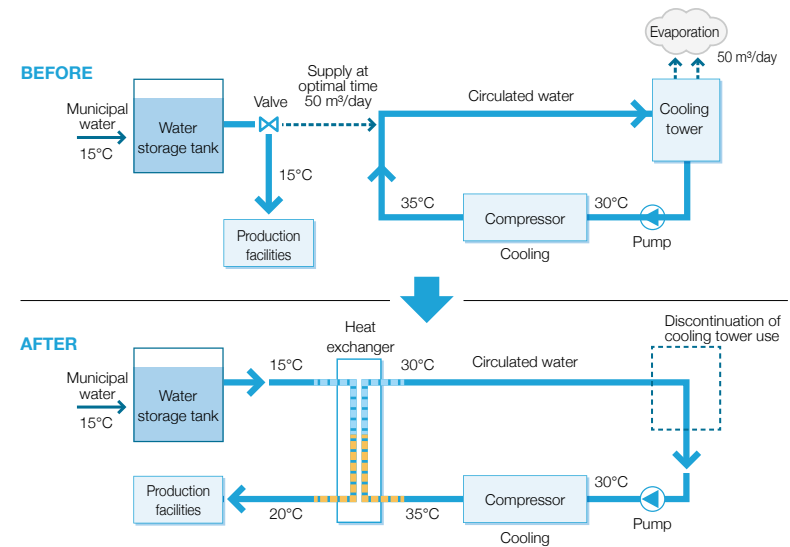 BEFORE
Municipal
water
15°C
Water
storage tank
Valve
Supply at
optimal time
50 m³/day
15°C
Production
facilities
Circulated water
Evaporation
50 m³/day
Cooling
tower
35°C
Compressor
Cooling
30°C
Pump
AFTER
Municipal
water
15°C
Water
storage tank
15°C
Heat
exchanger
30°C
Circulated water
Discontinuation of
cooling tower use
Production
facilities
20°C
35°C
Compressor
Cooling
30°C
Pump